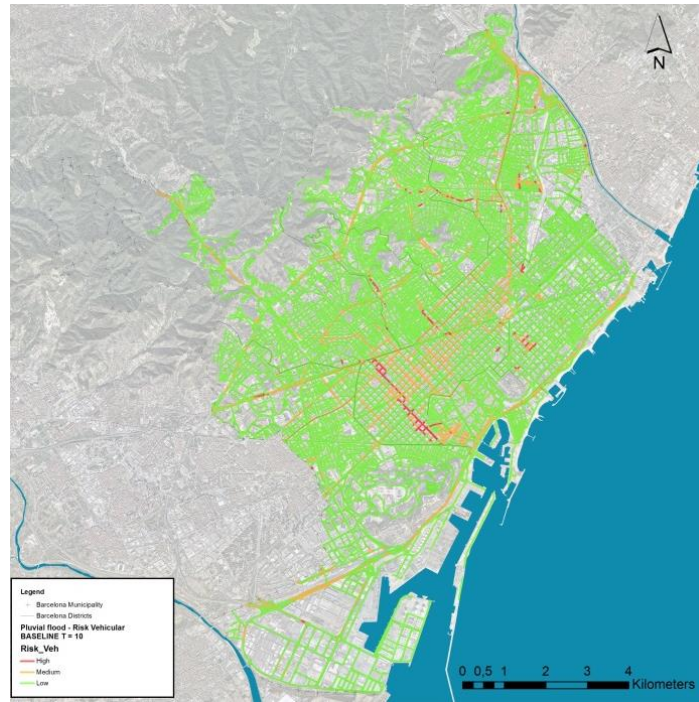 N
Legend
Barcelona Municipality
Barcelona Districts
Pluvial flood - Risk Vehicular
BASELINE T = 10
Risk_Veh
High
Medium
Low
0 0,5 1 2 3 4
Kilometers